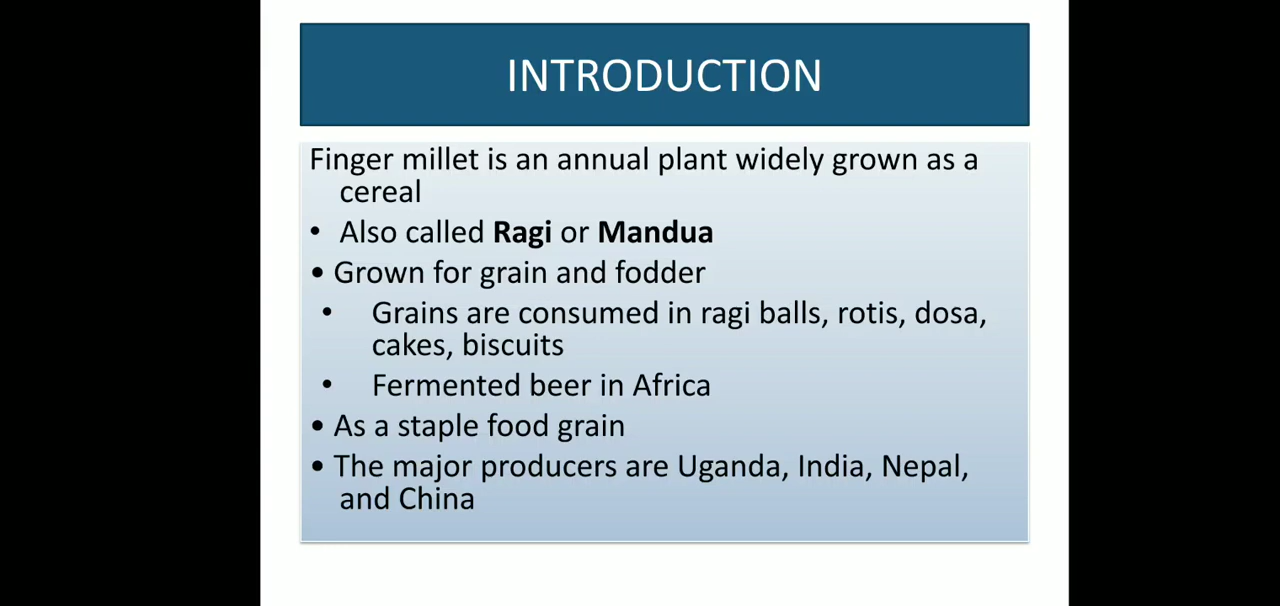 INTRODUCTION
Finger millet is an annual plant widely grown as a
cereal
• Also called Ragi or Mandua
• Grown for grain and fodder
• Grains are consumed in ragi balls, rotis, dosa,
cakes, biscuits
• Fermented beer in Africa
• As a staple food grain
• The major producers are Uganda, India, Nepal,
and China